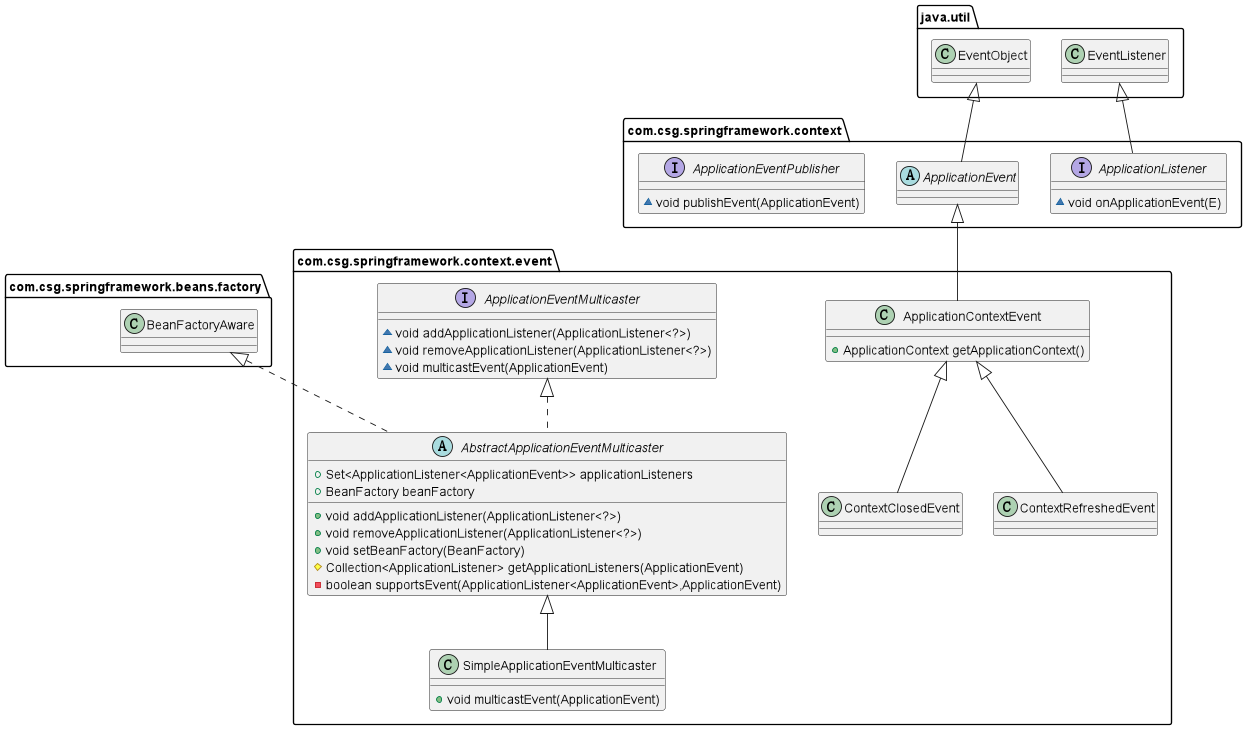 java.util
C EventObject
C EventListener
com.csg.springframework.context
I ApplicationEventPublisher
void publishEvent(ApplicationEvent)
A ApplicationEvent
I ApplicationListener
void onApplicationEvent(E)
com.csg.springframework.beans.factory
C BeanFactoryAware
com.csg.springframework.context.event
I ApplicationEventMulticaster
void addApplicationListener(ApplicationListener<?>)
void removeApplicationListener(ApplicationListener<?>)
void multicastEvent(ApplicationEvent)
C ApplicationContextEvent
ApplicationContext getApplicationContext()
A AbstractApplicationEventMulticaster
Set<ApplicationListener<ApplicationEvent>> applicationListeners
BeanFactory beanFactory
void addApplicationListener(ApplicationListener<?>)
void removeApplicationListener(ApplicationListener<?>)
void setBeanFactory(BeanFactory)
Collection<ApplicationListener> getApplicationListeners(ApplicationEvent)
boolean supportsEvent(ApplicationListener<ApplicationEvent>,ApplicationEvent)
C ContextClosedEvent
C ContextRefreshedEvent
C SimpleApplicationEventMulticaster
void multicastEvent(ApplicationEvent)